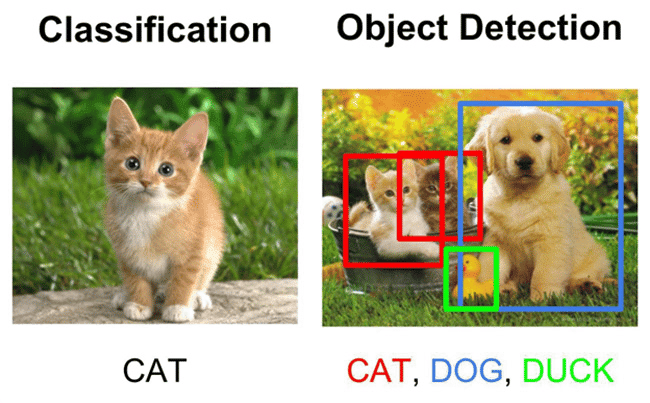 Classification
Object Detection
CAT
CAT, DOG, DUCK